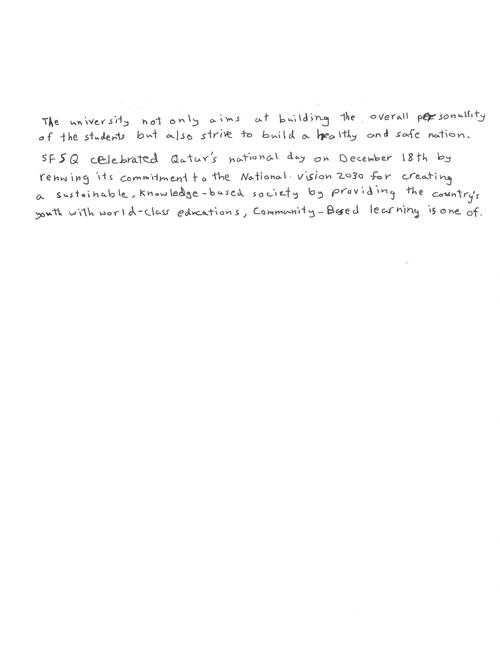 The university not only aims at building the overall personallity
of the students but also strive to build a healthy and safe nation.
SFSQ celebrated Qatar's national day on December 18th by
renwing its commitment to the National vision 2030 for creating
a sustainable, knowledge-based society by providing the country's
youth with world-class educations, Community-Based learning is one of.